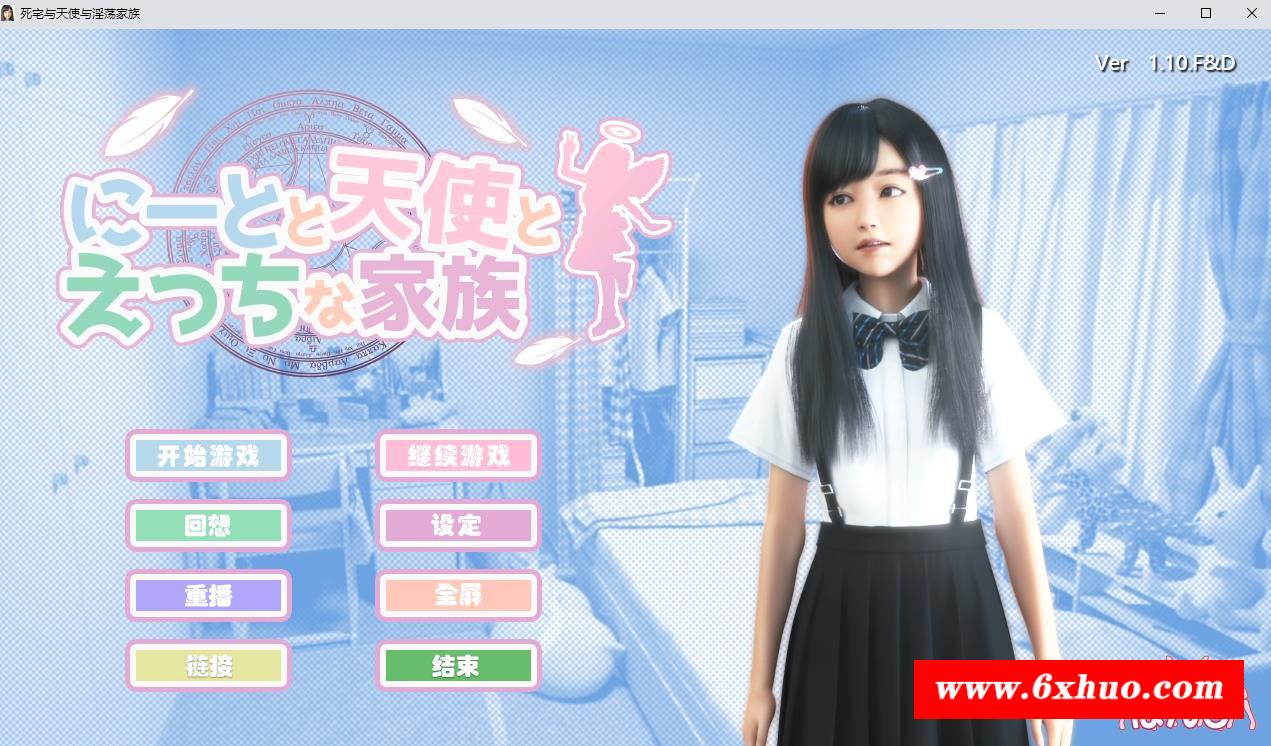 死宅与天使与淫荡家族
Ver 1.10.F&D
にーとと天使と
えっちな家族
开始游戏
继续游戏
回想
设定
重播
全屏
链接
结束
www.6xhuo.com